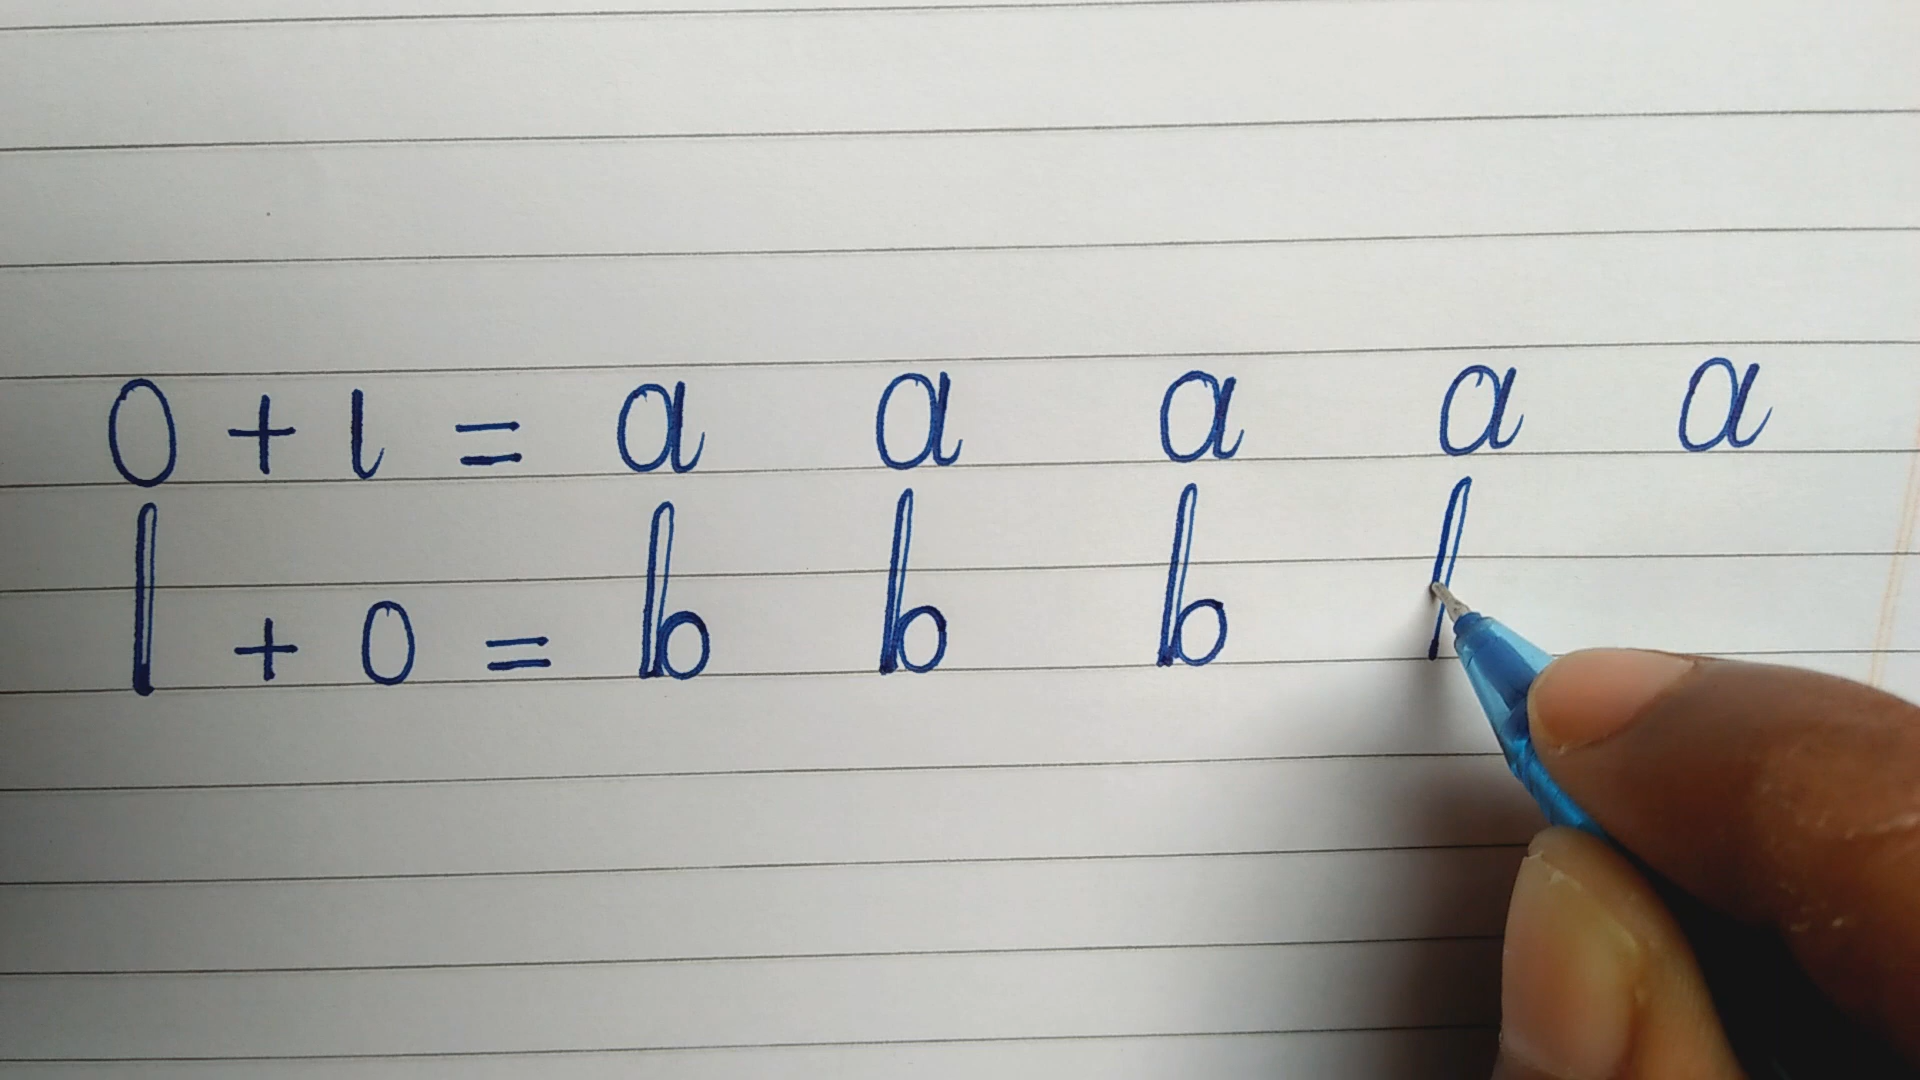 0 + ι = a a a a a
l + 0 = b b b l